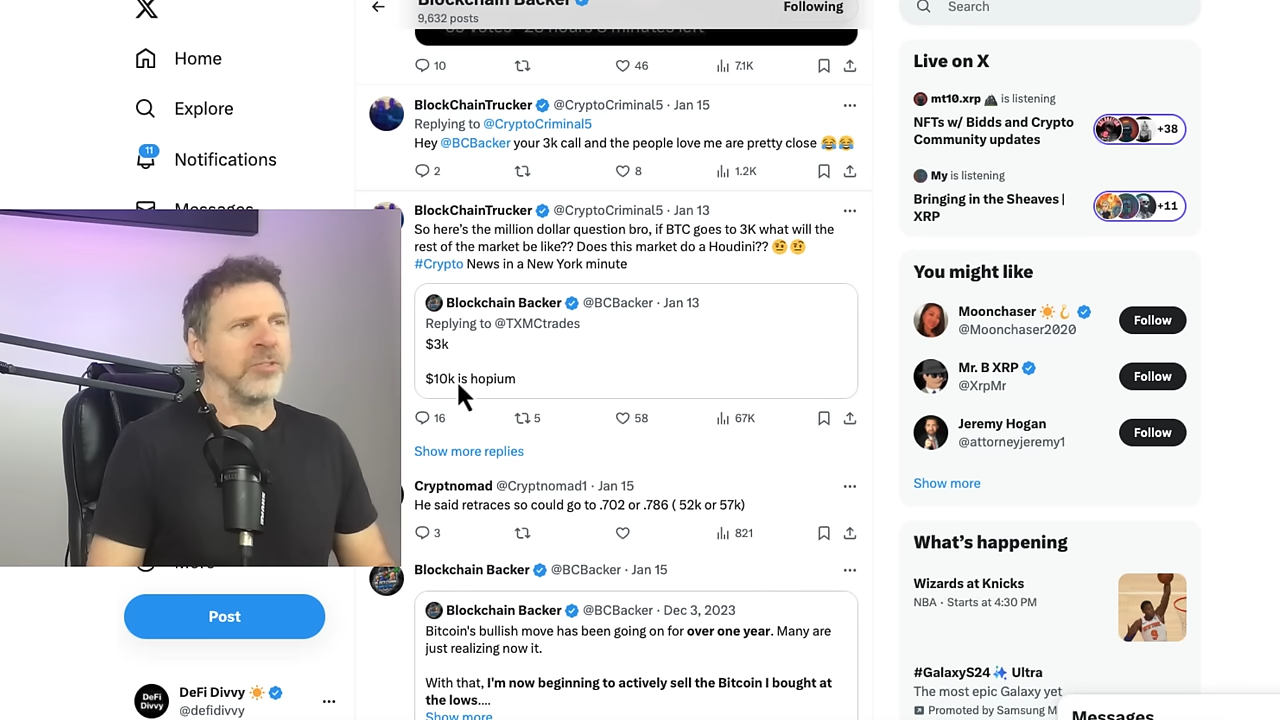 Blockchain Backer
9,632 posts
Following
Search
Home
Explore
11
Notifications
Messages
More
Post
DeFi Divvy
DeFi Divvy ☀️
@defidivvy
...
10
46
7.1K
BlockChainTrucker @CryptoCriminal5 · Jan 15
Replying to @CryptoCriminal5
Hey @BCBacker your 3k call and the people love me are pretty close 😂😂
2
8
1.2K
BlockChainTrucker @CryptoCriminal5 · Jan 13
So here's the million dollar question bro, if BTC goes to 3K what will the
rest of the market be like?? Does this market do a Houdini?? 🤨🤨
#Crypto News in a New York minute
Blockchain Backer @BCBacker · Jan 13
Replying to @TXMCtrades
$3k
$10k is hopium
16
5
58
67K
Show more replies
Cryptnomad @Cryptnomad1 · Jan 15
He said retraces so could go to .702 or .786 ( 52k or 57k)
3
821
Blockchain Backer @BCBacker · Jan 15
Blockchain Backer @BCBacker · Dec 3, 2023
Bitcoin's bullish move has been going on for over one year. Many are
just realizing now it.
With that, I'm now beginning to actively sell the Bitcoin I bought at
the lows....
Show more
Live on X
mt10.xrp is listening
NFTs w/ Bidds and Crypto
Community updates
+38
My is listening
Bringing in the Sheaves |
XRP
+11
You might like
Moonchaser ☀️🪝
@Moonchaser2020
Follow
Mr. B XRP
@XrpMr
Follow
Jeremy Hogan
@attorneyjeremy1
Follow
Show more
What's happening
Wizards at Knicks
NBA · Starts at 4:30 PM
#GalaxyS24 Ultra
The most epic Galaxy yet
Promoted by Samsung M
Messages